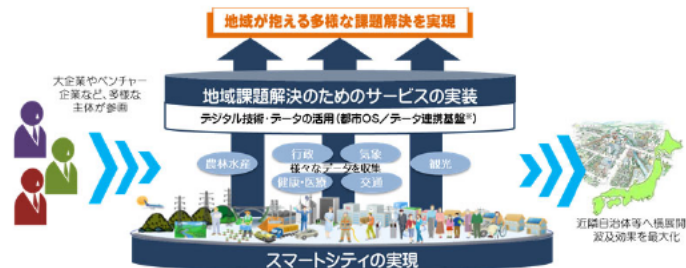 地域が抱える多様な課題解決を実現
大企業やベンチャー
企業など、多様な
主体が参画
地域課題解決のためのサービスの実装
デジタル技術・データの活用(都市OS/データ連携基盤※)
農林水産
行政
気象
観光
様々なデータを収集
健康・医療
交通
近隣自治体等へ横展開
波及効果を最大化
スマートシティの実現